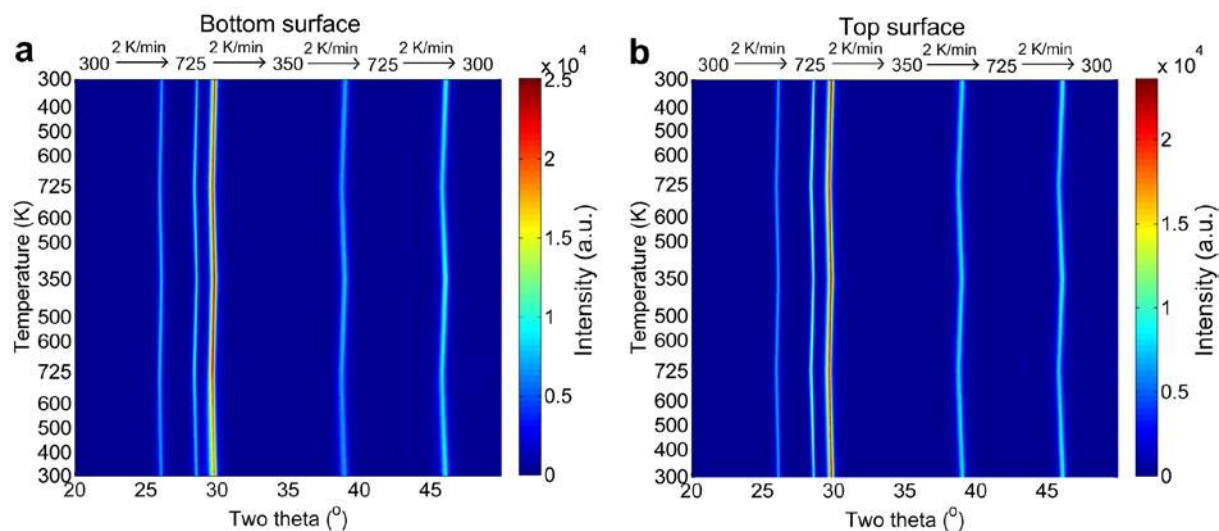 Bottom surface
a
2 K/min 2 K/min 2 K/min 2 K/min
300 → 725 → 350 → 725 → 300
x 10⁴
300
400
500
600
725
600
500
350
500
600
725
600
500
400
300
Temperature (K)
20 25 30 35 40 45
Two theta (°)
2.5
2
1.5
1
0.5
0
Intensity (a.u.)
Top surface
b
2 K/min 2 K/min 2 K/min 2 K/min
300 → 725 → 350 → 725 → 300
x 10⁴
300
400
500
600
725
600
500
350
500
600
725
600
500
400
300
Temperature (K)
20 25 30 35 40 45
Two theta (°)
2
1.5
1
0.5
0
Intensity (a.u.)